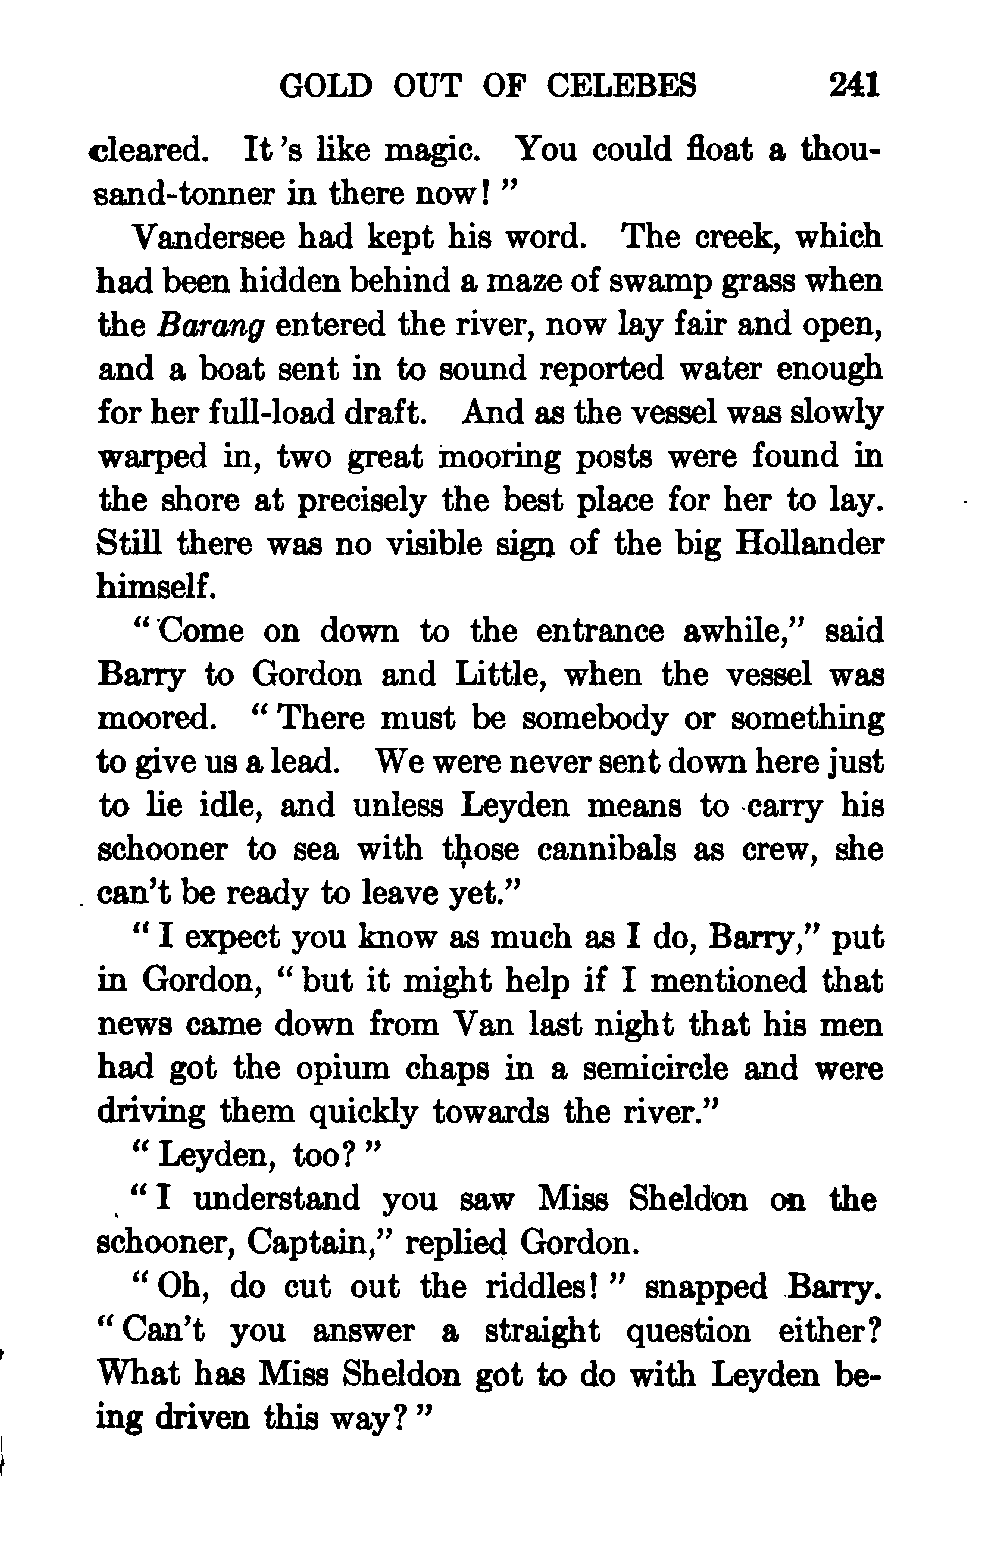 GOLD OUT OF CELEBES 241
cleared. It's like magic. You could float a thou-
sand-tonner in there now!"
Vandersee had kept his word. The creek, which
had been hidden behind a maze of swamp grass when
the Barang entered the river, now lay fair and open,
and a boat sent in to sound reported water enough
for her full-load draft. And as the vessel was slowly
warped in, two great mooring posts were found in
the shore at precisely the best place for her to lay.
Still there was no visible sign of the big Hollander
himself.
"Come on down to the entrance awhile," said
Barry to Gordon and Little, when the vessel was
moored. "There must be somebody or something
to give us a lead. We were never sent down here just
to lie idle, and unless Leyden means to carry his
schooner to sea with those cannibals as crew, she
can't be ready to leave yet."
"I expect you know as much as I do, Barry," put
in Gordon, "but it might help if I mentioned that
news came down from Van last night that his men
had got the opium chaps in a semicircle and were
driving them quickly towards the river."
"Leyden, too?"
"I understand you saw Miss Sheldon on the
schooner, Captain," replied Gordon.
"Oh, do cut out the riddles!" snapped Barry.
"Can't you answer a straight question either?
What has Miss Sheldon got to do with Leyden be-
ing driven this way?"